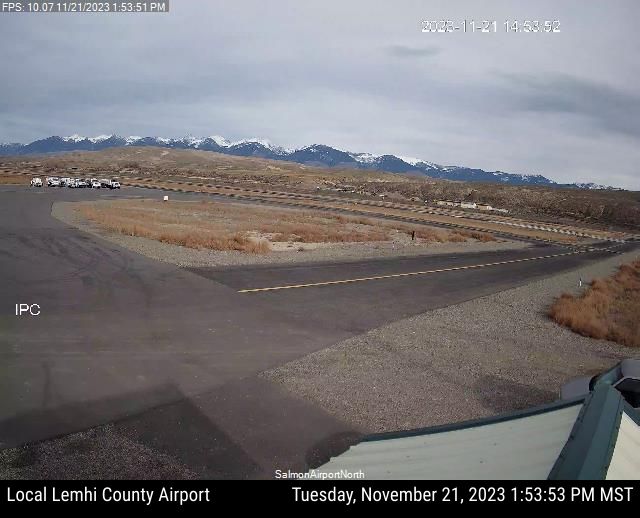 FPS: 10.07 11/21/2023 1:53:51 PM
2023-11-21 14:53:52
IPC
SalmonAirportNorth
Local Lemhi County Airport Tuesday, November 21, 2023 1:53:53 PM MST